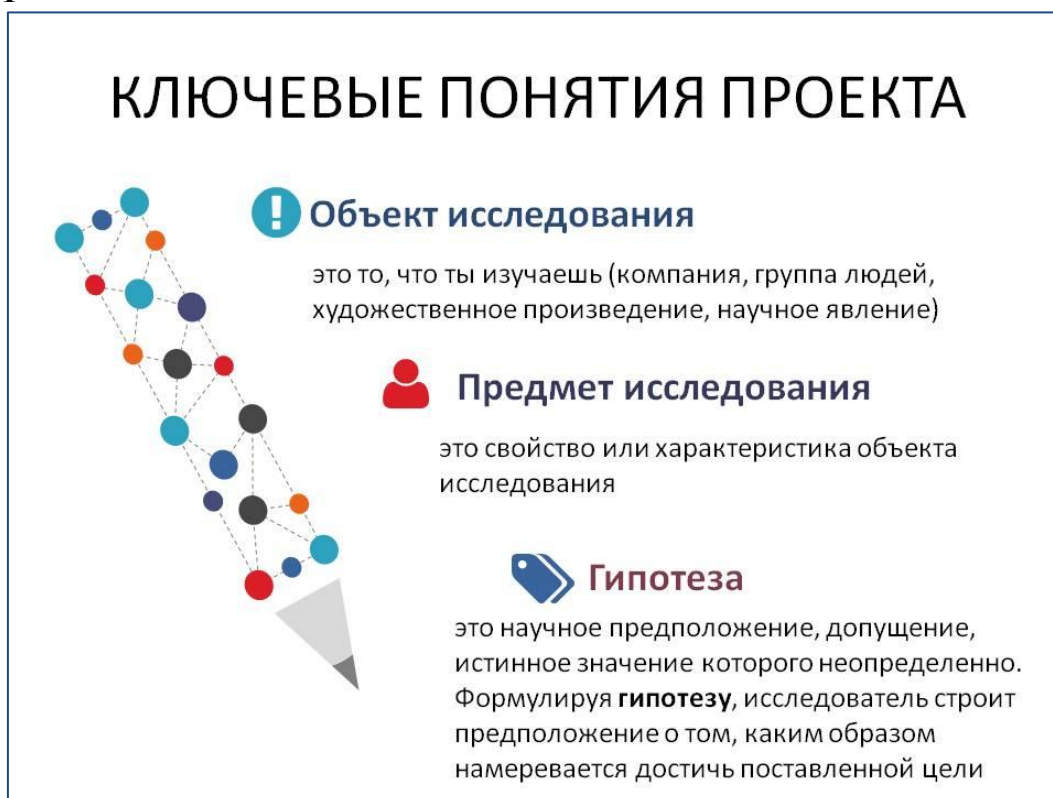 КЛЮЧЕВЫЕ ПОНЯТИЯ ПРОЕКТА
Объект исследования
это то, что ты изучаешь (компания, группа людей,
художественное произведение, научное явление)
Предмет исследования
это свойство или характеристика объекта
исследования
Гипотеза
это научное предположение, допущение,
истинное значение которого неопределенно.
Формулируя гипотезу, исследователь строит
предположение о том, каким образом
намеревается достичь поставленной цели